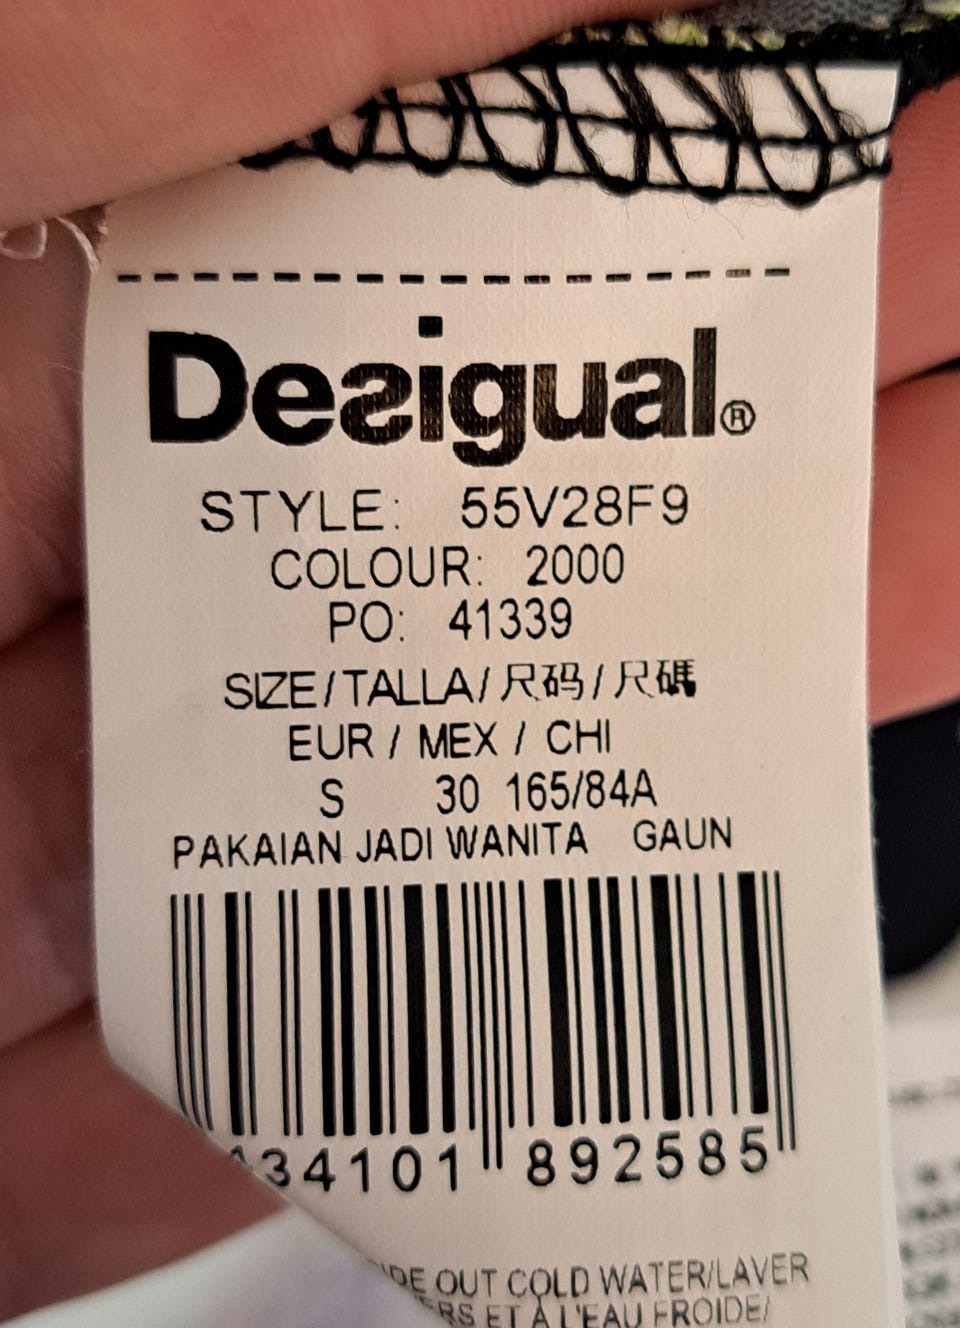 Desigual®
STYLE: 55V28F9
COLOUR: 2000
PO: 41339
SIZE/TALLA/尺码/尺碼
EUR / MEX / CHI
S 30 165/84A
PAKAIAN JADI WANITA GAUN
34101 892585
OUT COLD WATER/LAVER
ET À L'EAU FROIDE/